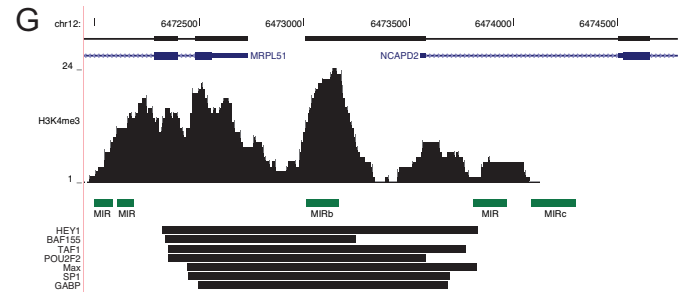 G
chr12: 6472500 6473000 6473500 6474000 6474500
MRPL51 NCAPD2
24
H3K4me3
1
MIR MIR MIRb MIR MIRc
HEY1
BAF155
TAF1
POU2F2
Max
SP1
GABP